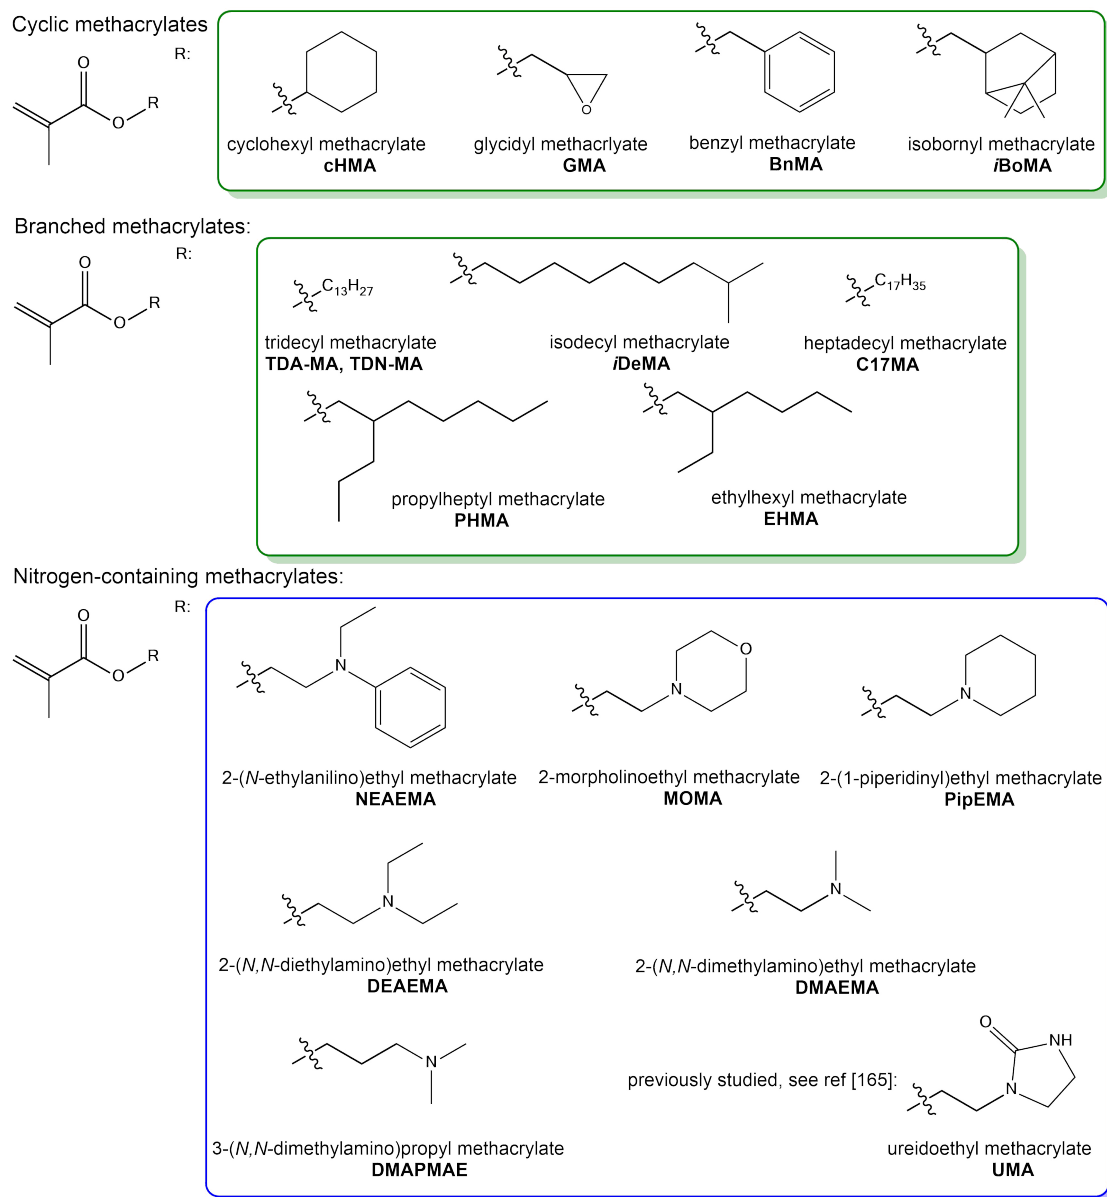 Cyclic methacrylates
R:
O
O
R
O
cyclohexyl methacrylate
cHMA
glycidyl methacrlyate
GMA
benzyl methacrylate
BnMA
isobornyl methacrylate
iBoMA
Branched methacrylates:
R:
O
O
R
C13H27
C17H35
tridecyl methacrylate
TDA-MA, TDN-MA
isodecyl methacrylate
iDeMA
heptadecyl methacrylate
C17MA
propylheptyl methacrylate
PHMA
ethylhexyl methacrylate
EHMA
Nitrogen-containing methacrylates:
R:
O
O
R
N
N
O
N
2-(N-ethylanilino)ethyl methacrylate
NEAEMA
2-morpholinoethyl methacrylate
MOMA
2-(1-piperidinyl)ethyl methacrylate
PipEMA
N
N
2-(N,N-diethylamino)ethyl methacrylate
DEAEMA
2-(N,N-dimethylamino)ethyl methacrylate
DMAEMA
N
previously studied, see ref [165]:
O
NH
N
3-(N,N-dimethylamino)propyl methacrylate
DMAPMAE
ureidoethyl methacrylate
UMA